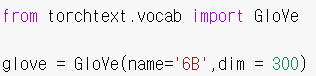 from torchtext.vocab import GloVe
glove = GloVe(name='6B',dim = 300)